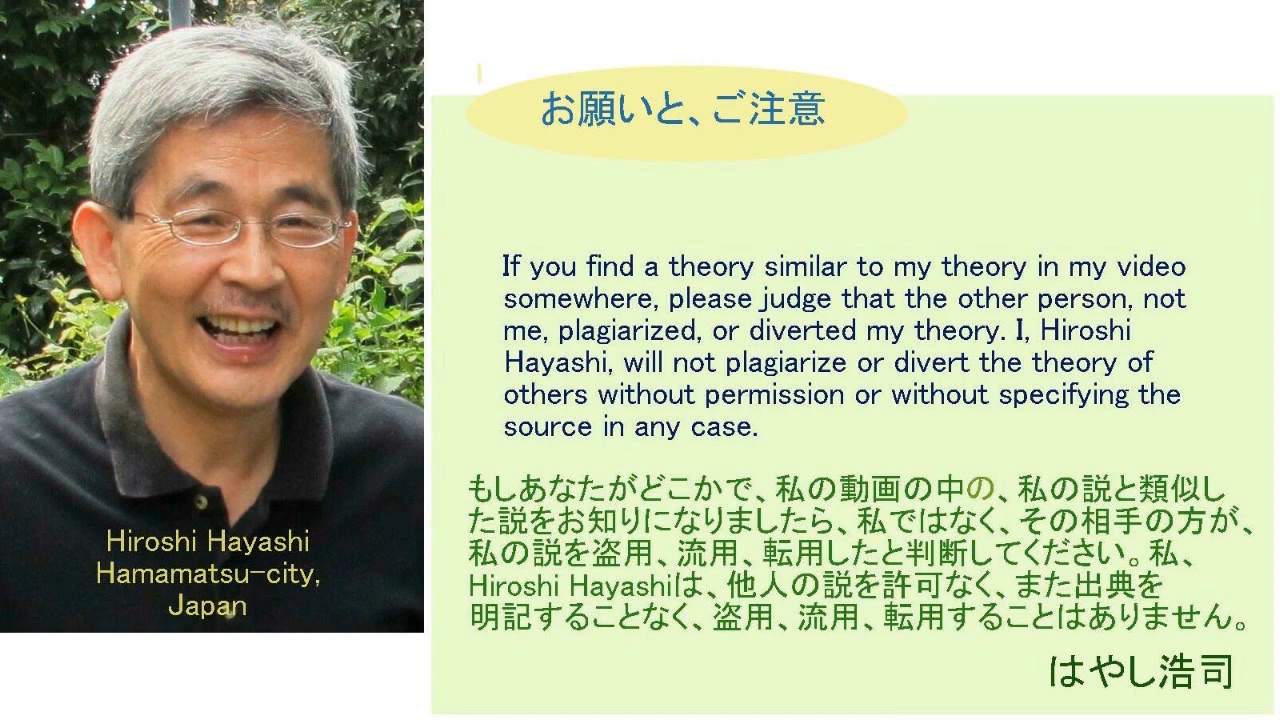 お願いと、ご注意
If you find a theory similar to my theory in my video
somewhere, please judge that the other person, not
me, plagiarized, or diverted my theory. I, Hiroshi
Hayashi, will not plagiarize or divert the theory of
others without permission or without specifying the
source in any case.
もしあなたがどこかで、私の動画の中の、私の説と類似し
た説をお知りになりましたら、私ではなく、その相手の方が、
私の説を盗用、流用、転用したと判断してください。私、
Hiroshi Hayashiは、他人の説を許可なく、また出典を
明記することなく、盗用、流用、転用することはありません。
はやし浩司
Hiroshi Hayashi
Hamamatsu-city,
Japan